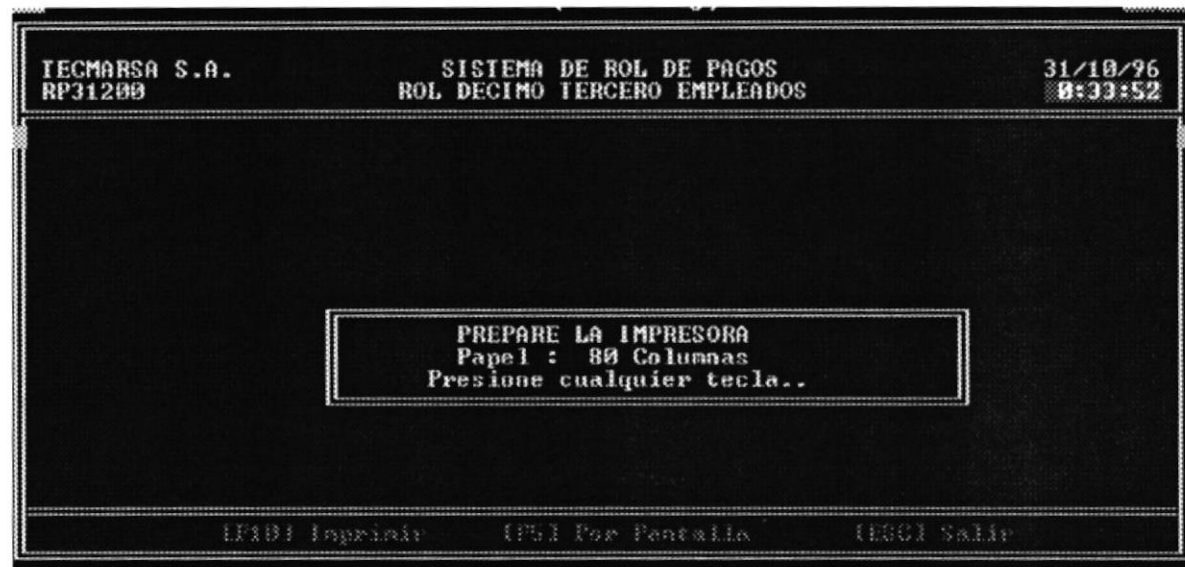 TECMARSA S.A. SISTEMA DE ROL DE PAGOS 31/10/96
RP31200 ROL DECIMO TERCERO EMPLEADOS 0:33:52
PREPARE LA IMPRESORA
Papel : 80 Columnas
Presione cualquier tecla..
[F10] Imprimir [F5] Por Pantalla [ESC] Salir